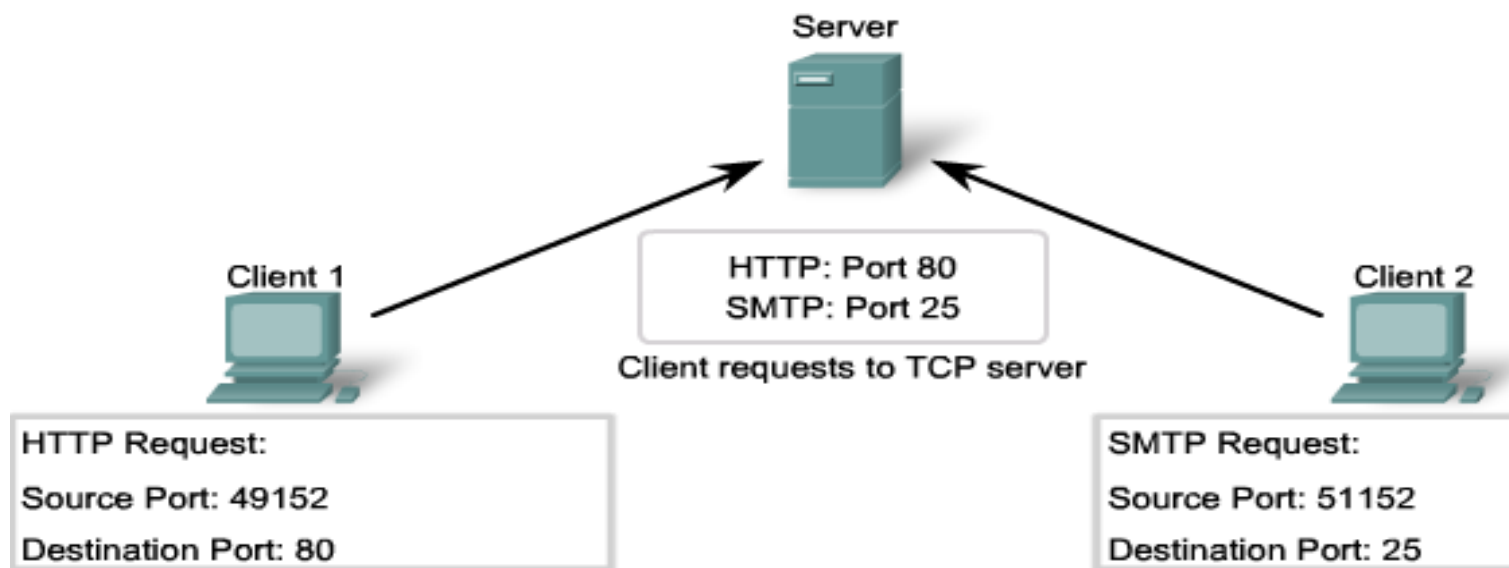 Server
Client 1
HTTP: Port 80
SMTP: Port 25
Client requests to TCP server
Client 2
HTTP Request:
Source Port: 49152
Destination Port: 80
SMTP Request:
Source Port: 51152
Destination Port: 25